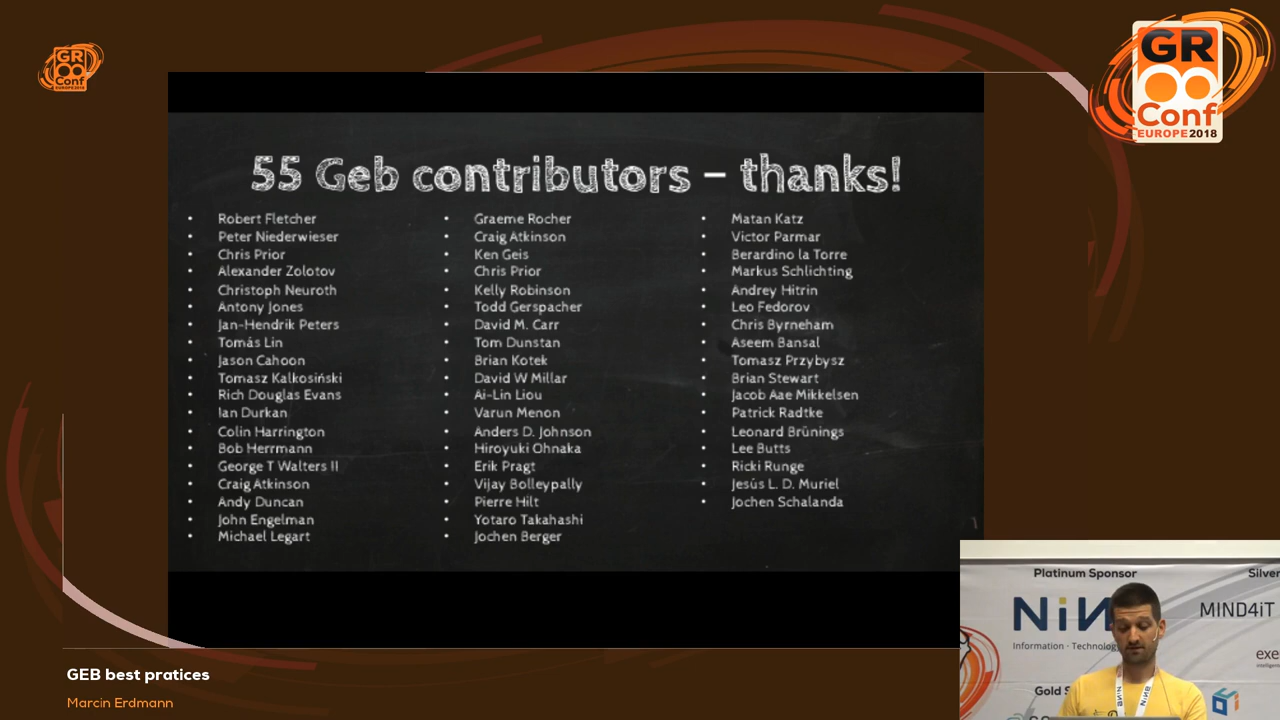 GR
Conf
EUROPE2018
GR
Conf
EUROPE2018
55 Geb contributors – thanks!
• Robert Fletcher
• Peter Niederwieser
• Chris Prior
• Alexander Zolotov
• Christoph Neuroth
• Antony Jones
• Jan-Hendrik Peters
• Tomás Lin
• Jason Cahoon
• Tomasz Kalkosiński
• Rich Douglas Evans
• Ian Durkan
• Colin Harrington
• Bob Herrmann
• George T Walters II
• Craig Atkinson
• Andy Duncan
• John Engelman
• Michael Legart
• Graeme Rocher
• Craig Atkinson
• Ken Geis
• Chris Prior
• Kelly Robinson
• Todd Gerspacher
• David M. Carr
• Tom Dunstan
• Brian Kotek
• David W Millar
• Ai-Lin Liou
• Varun Menon
• Anders D. Johnson
• Hiroyuki Ohnaka
• Erik Pragt
• Vijay Bolleypally
• Pierre Hilt
• Yotaro Takahashi
• Jochen Berger
• Matan Katz
• Victor Parmar
• Berardino la Torre
• Markus Schlichting
• Andrey Hitrin
• Leo Fedorov
• Chris Byrneham
• Aseem Bansal
• Tomasz Przybysz
• Brian Stewart
• Jacob Aae Mikkelsen
• Patrick Radtke
• Leonard Brünings
• Lee Butts
• Ricki Runge
• Jesús L. D. Muriel
• Jochen Schalanda
Platinum Sponsor
Silver
MIND4iT
Information · Technology
Gold
GEB best pratices
Marcin Erdmann